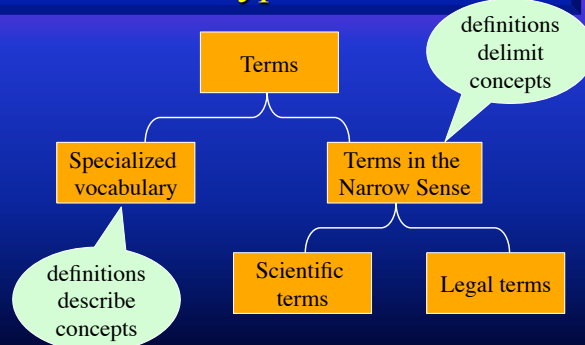 definitions
delimit
concepts
Terms
Specialized
vocabulary
Terms in the
Narrow Sense
definitions
describe
concepts
Scientific
terms
Legal terms